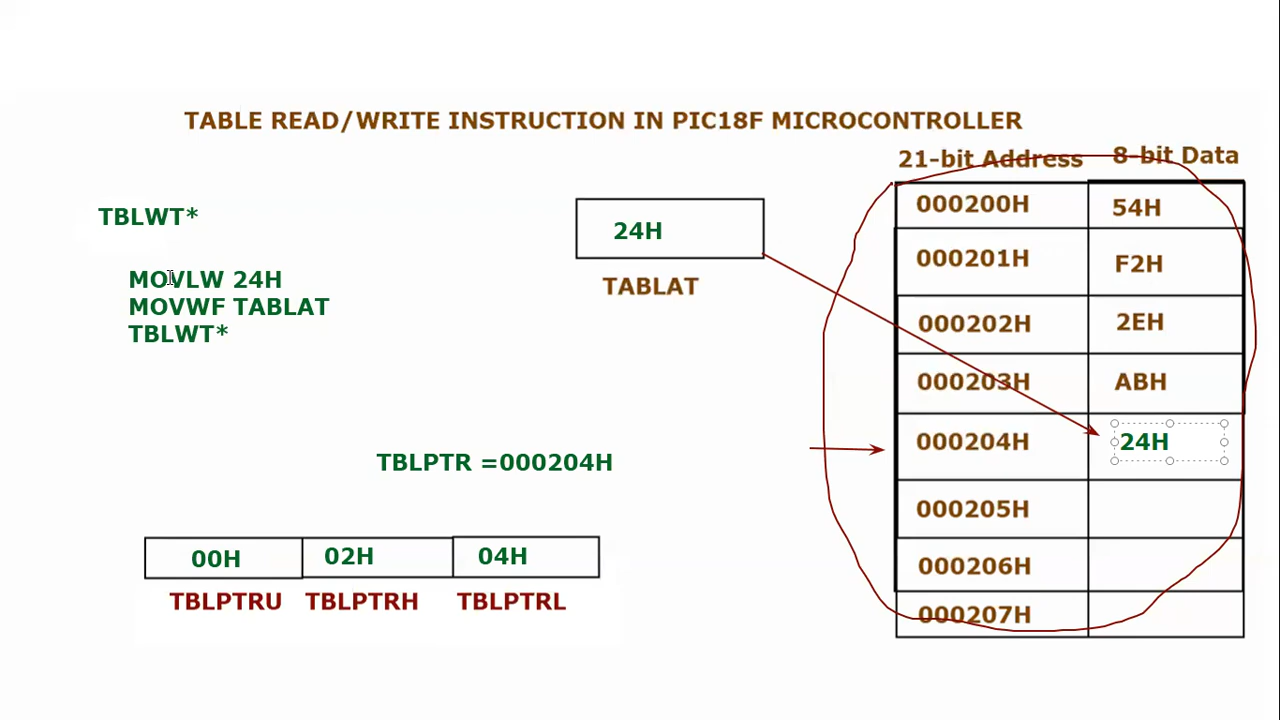 TABLE READ/WRITE INSTRUCTION IN PIC18F MICROCONTROLLER
21-bit Address 8-bit Data
TBLWT*
MOVLW 24H
MOVWF TABLAT
TBLWT*
24H
TABLAT
TBLPTR =000204H
00H 02H 04H
TBLPTRU TBLPTRH TBLPTRL
000200H 54H
000201H F2H
000202H 2EH
000203H ABH
000204H 24H
000205H
000206H
000207H